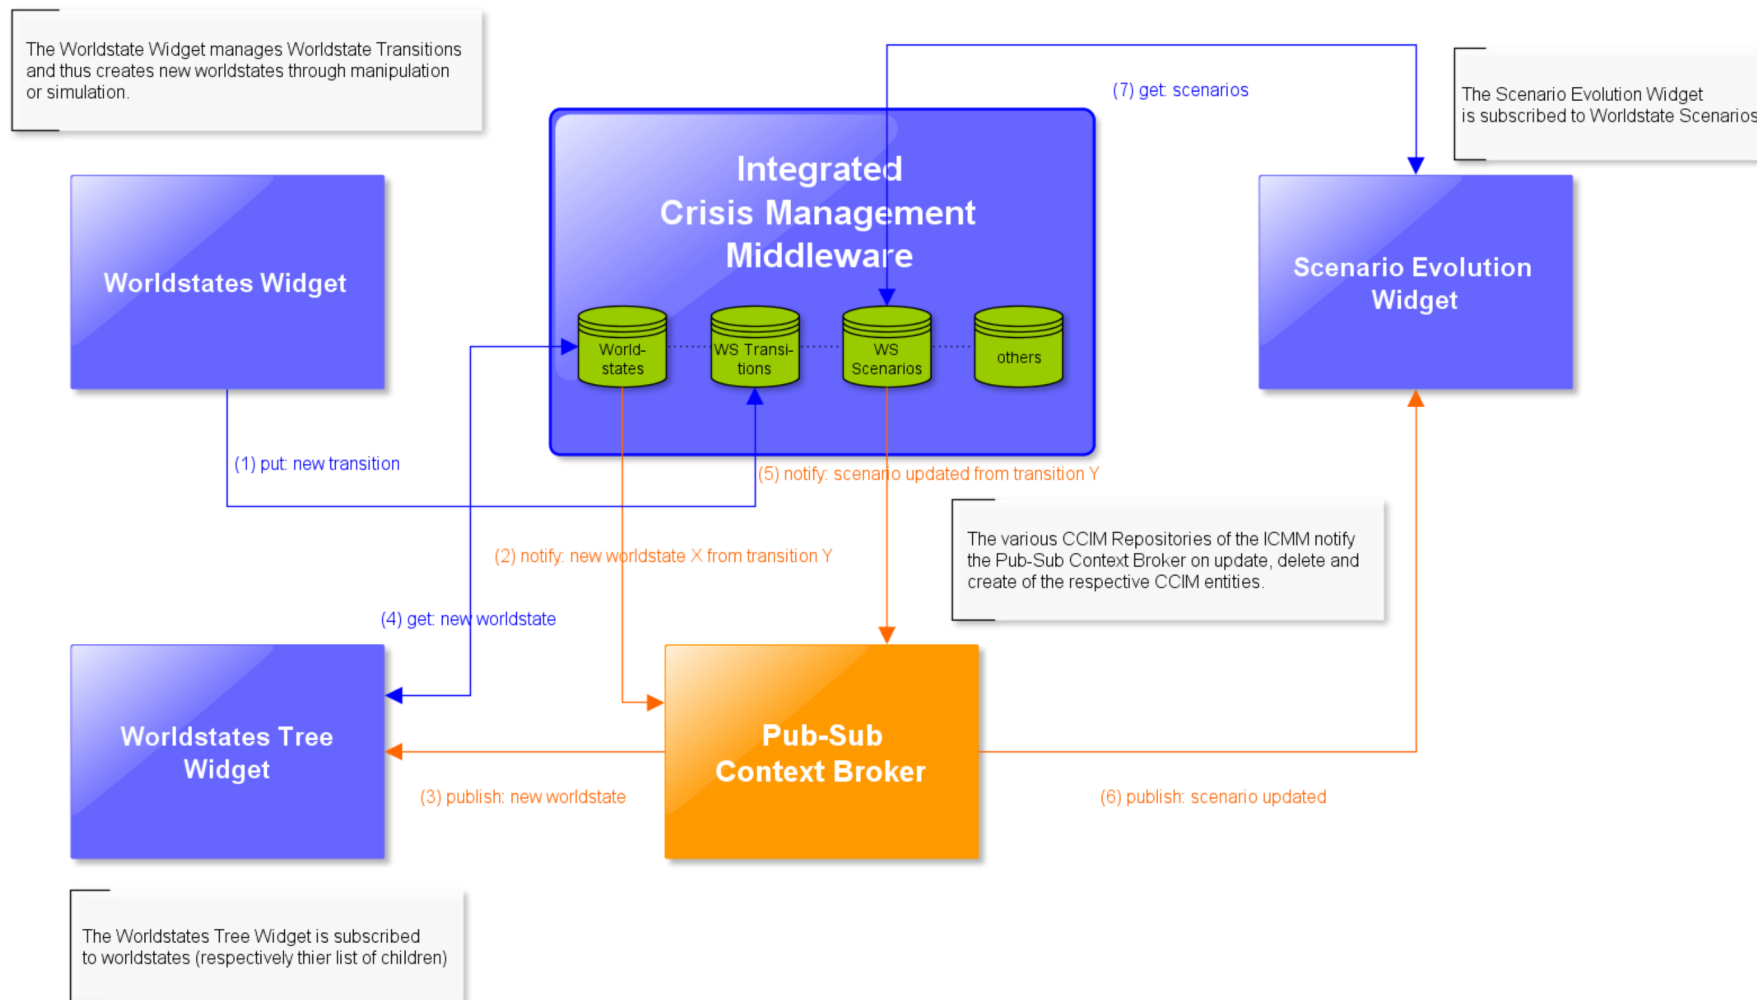 The Worldstate Widget manages Worldstate Transitions
and thus creates new worldstates through manipulation
or simulation.
(7) get: scenarios
The Scenario Evolution Widget
is subscribed to Worldstate Scenarios
Integrated
Crisis Management
Middleware
Worldstates Widget
Scenario Evolution
Widget
World-
states
WS Transi-
tions
WS
Scenarios
others
(1) put: new transition
(5) notify: scenario updated from transition Y
(2) notify: new worldstate X from transition Y
The various CCIM Repositories of the ICMM notify
the Pub-Sub Context Broker on update, delete and
create of the respective CCIM entities.
(4) get: new worldstate
Worldstates Tree
Widget
Pub-Sub
Context Broker
(3) publish: new worldstate
(6) publish: scenario updated
The Worldstates Tree Widget is subscribed
to worldstates (respectively thier list of children)